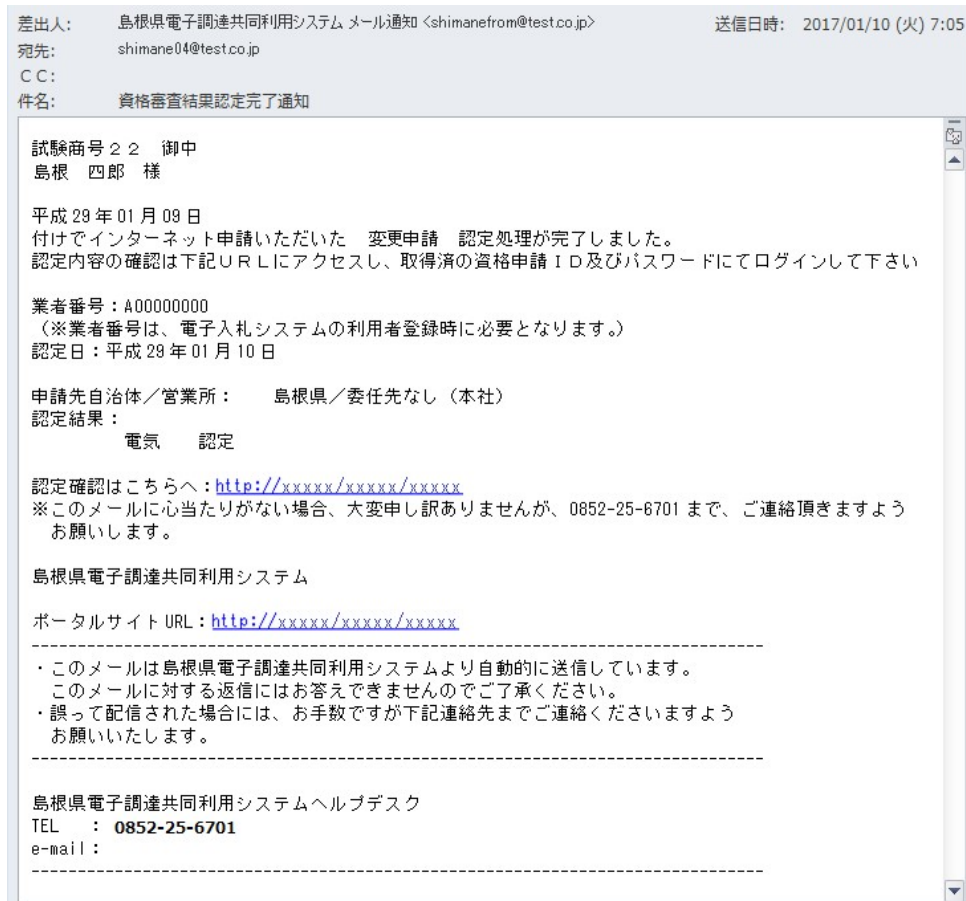 差出人: 島根県電子調達共同利用システム メール通知 <shimanefrom@test.co.jp> 送信日時: 2017/01/10 (火) 7:05
宛先: shimane04@test.co.jp
CC:
件名: 資格審査結果認定完了通知
試験商号22 御中
島根 四郎 様
平成29年01月09日
付けでインターネット申請いただいた 変更申請 認定処理が完了しました。
認定内容の確認は下記URLにアクセスし、取得済の資格申請ID及びパスワードにてログインして下さい
業者番号:A00000000
(※業者番号は、電子入札システムの利用者登録時に必要となります。)
認定日:平成29年01月10日
申請先自治体/営業所: 島根県/委任先なし(本社)
認定結果:
電気 認定
認定確認はこちらへ:http://xxxxx/xxxxx/xxxxx
※このメールに心当たりがない場合、大変申し訳ありませんが、0852-25-6701まで、ご連絡頂きますよう
お願いします。
島根県電子調達共同利用システム
ポータルサイトURL:http://xxxxx/xxxxx/xxxxx
-------------------------------------------------------------------------------
・このメールは島根県電子調達共同利用システムより自動的に送信しています。
このメールに対する返信にはお答えできませんのでご了承ください。
・誤って配信された場合には、お手数ですが下記連絡先までご連絡くださいますよう
お願いいたします。
-------------------------------------------------------------------------------
島根県電子調達共同利用システムヘルプデスク
TEL : 0852-25-6701
e-mail:
-------------------------------------------------------------------------------